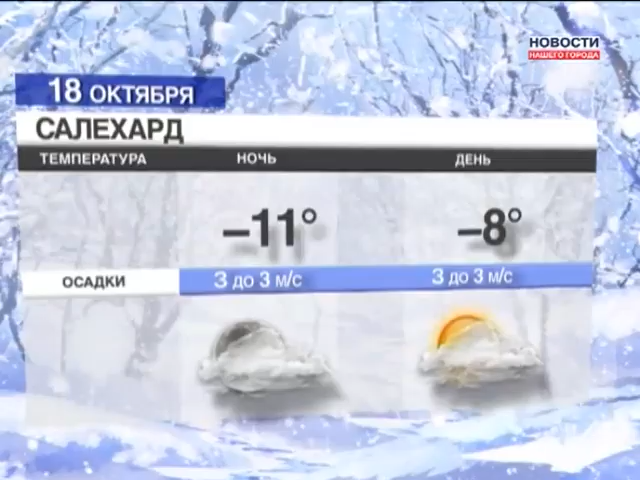 НОВОСТИ
НАШЕГО ГОРОДА
18 ОКТЯБРЯ
САЛЕХАРД
ТЕМПЕРАТУРА НОЧЬ ДЕНЬ
–11° –8°
ОСАДКИ З до 3 м/с З до 3 м/с